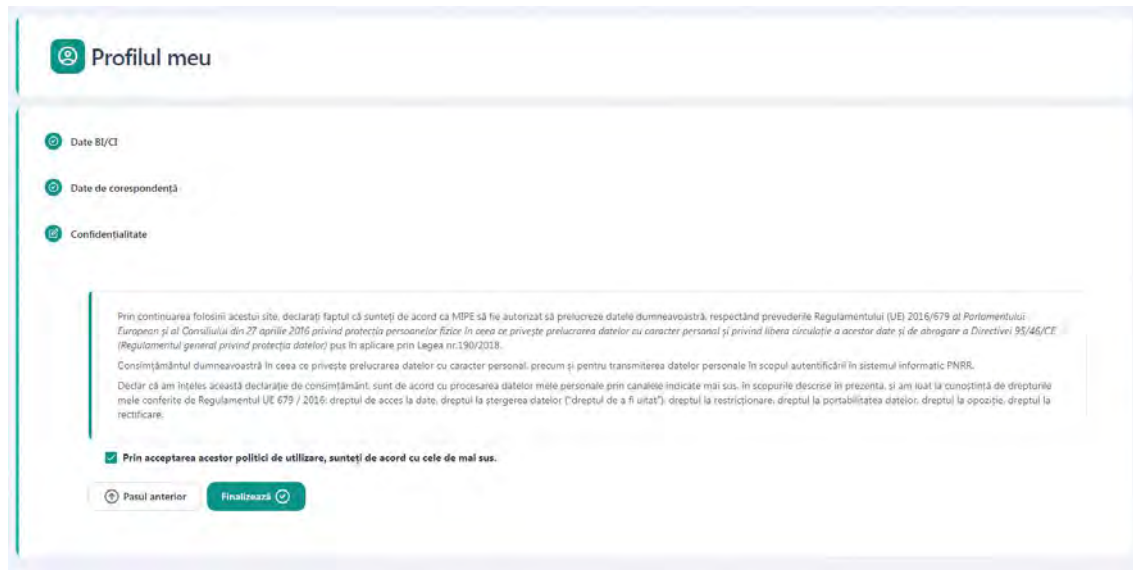 Profilul meu
Date BI/CI
Date de corespondență
Confidențialitate
Prin continuarea folosirii acestui site, declarați faptul că sunteți de acord ca MIPE să fie autorizat să prelucreze datele dumneavoastră, respectând prevederile Regulamentului (UE) 2016/679 al Parlamentului
European și al Consiliului din 27 aprilie 2016 privind protecția persoanelor fizice în ceea ce privește prelucrarea datelor cu caracter personal și privind libera circulație a acestor date și de abrogare a Directivei 95/46/CE
(Regulamentul general privind protecția datelor) pus în aplicare prin Legea nr.190/2018.
Consimțământul dumneavoastră în ceea ce privește prelucrarea datelor cu caracter personal, precum și pentru transmiterea datelor personale în scopul autentificării în sistemul informatic PNRR.
Declar că am înțeles această declarație de consimțământ, sunt de acord cu procesarea datelor mele personale prin canalele indicate mai sus, în scopurile descrise în prezenta, și am luat la cunoștință de drepturile
mele conferite de Regulamentul UE 679 / 2016: dreptul de acces la date, dreptul la ștergerea datelor ("dreptul de a fi uitat"), dreptul la restricționare, dreptul la portabilitatea datelor, dreptul la opoziție, dreptul la
rectificare.
Prin acceptarea acestor politici de utilizare, sunteți de acord cu cele de mai sus.
Pasul anterior Finalizează